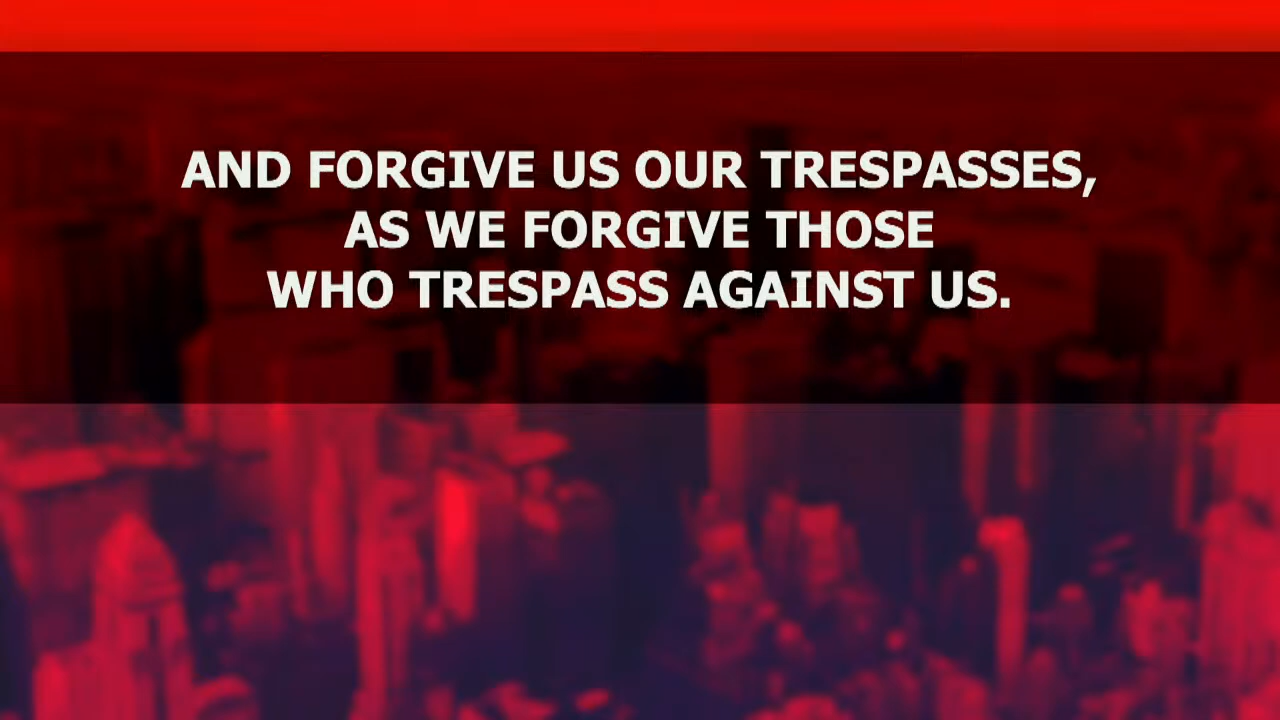 AND FORGIVE US OUR TRESPASSES,
AS WE FORGIVE THOSE
WHO TRESPASS AGAINST US.